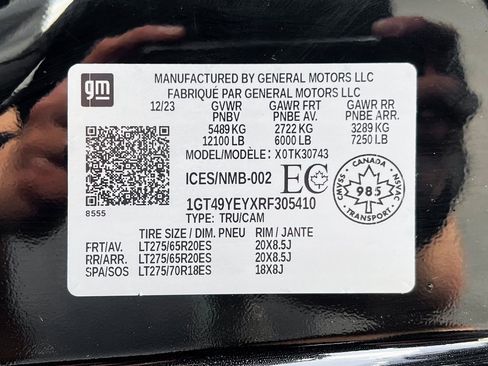 gm
MANUFACTURED BY GENERAL MOTORS LLC
FABRIQUÉ PAR GENERAL MOTORS LLC
12/23 GVWR GAWR FRT GAWR RR
PNBV PNBE AV. PNBE ARR.
5489 KG 2722 KG 3289 KG
12100 LB 6000 LB 7250 LB
MODEL/MODÈLE: X0TK30743
ICES/NMB-002 EC
CANADA
CMVSS 985 NSVAC
TRANSPORT
8555
1GT49YEYXRF305410
TYPE: TRU/CAM
TIRE SIZE / DIM. PNEU RIM / JANTE
FRT/AV. LT275/65R20ES 20X8.5J
RR/ARR. LT275/65R20ES 20X8.5J
SPA/SOS LT275/70R18ES 18X8J